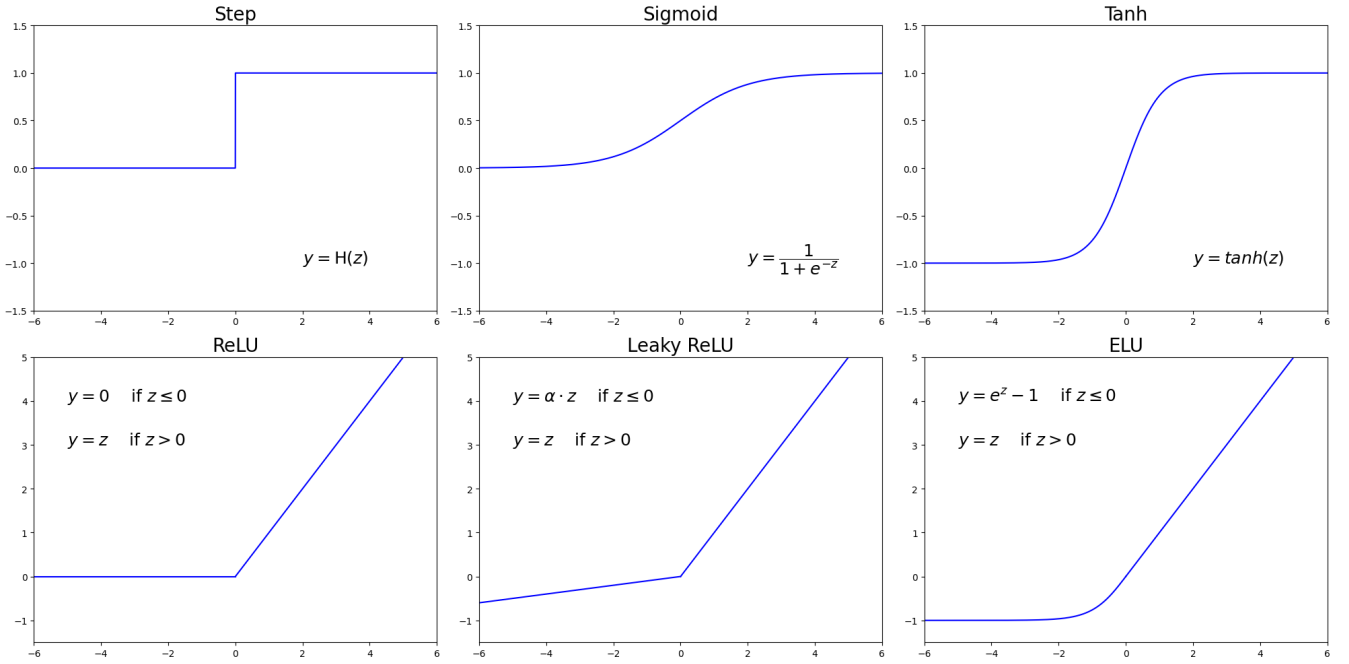 Step
1.5
1.0
0.5
0.0
−0.5
−1.0
−1.5
y = H(z)
−6 −4 −2 0 2 4 6
Sigmoid
1.5
1.0
0.5
0.0
−0.5
−1.0
−1.5
y = 1 / (1 + e^{−z})
−6 −4 −2 0 2 4 6
Tanh
1.5
1.0
0.5
0.0
−0.5
−1.0
−1.5
y = tanh(z)
−6 −4 −2 0 2 4 6
ReLU
5
4
3
2
1
0
−1
y = 0 if z ≤ 0
y = z if z > 0
−6 −4 −2 0 2 4 6
Leaky ReLU
5
4
3
2
1
0
−1
y = α · z if z ≤ 0
y = z if z > 0
−6 −4 −2 0 2 4 6
ELU
5
4
3
2
1
0
−1
y = e^z − 1 if z ≤ 0
y = z if z > 0
−6 −4 −2 0 2 4 6